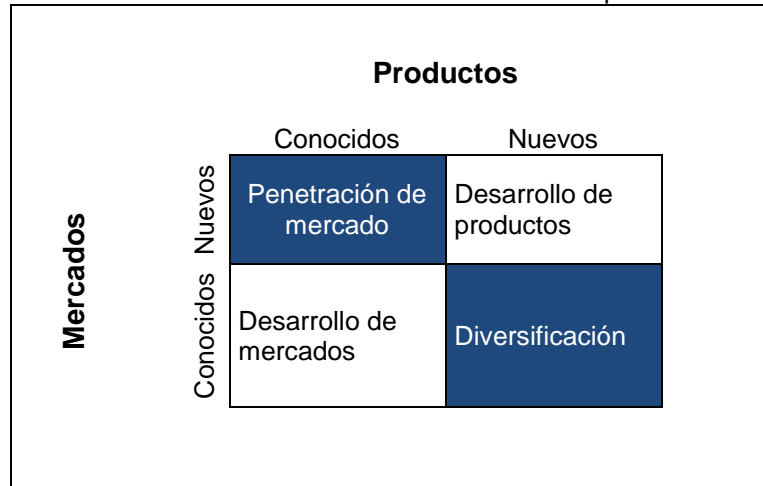 Productos
Conocidos Nuevos
Mercados
Nuevos
Penetración de
mercado
Desarrollo de
productos
Conocidos
Desarrollo de
mercados
Diversificación